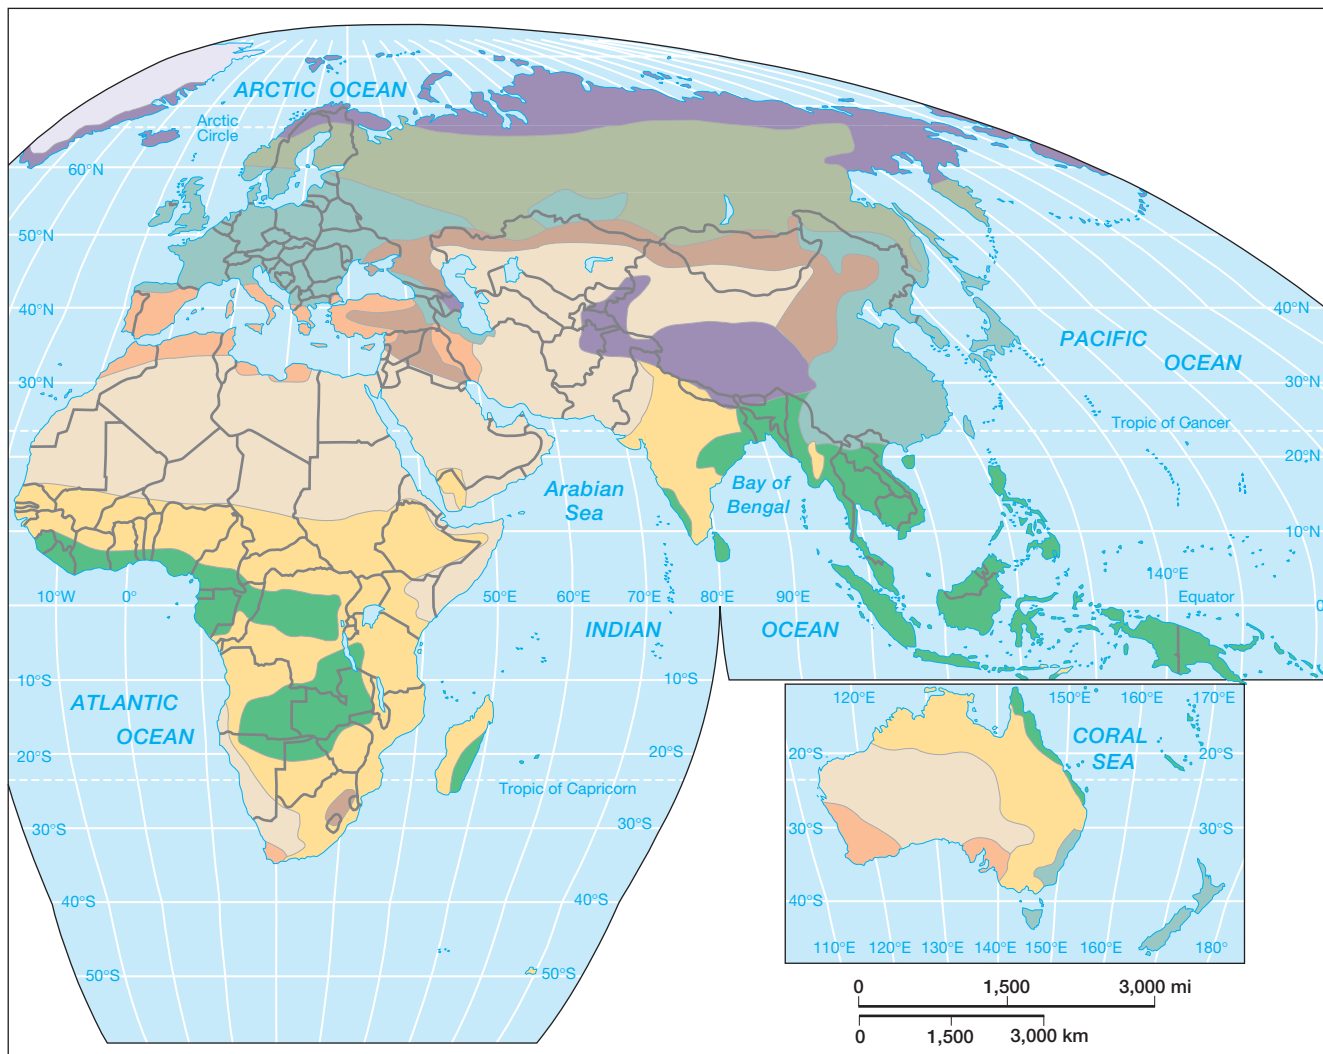 ARCTIC OCEAN
Arctic
Circle
60°N
50°N
40°N
40°N
PACIFIC
OCEAN
30°N
30°N
Tropic of Cancer
20°N
20°N
Arabian
Sea
Bay of
Bengal
10°N
140°E
Equator
10°W
0°
50°E
60°E
70°E
80°E
90°E
0
INDIAN
OCEAN
10°S
10°S
ATLANTIC
OCEAN
20°S
20°S
Tropic of Capricorn
30°S
30°S
40°S
40°S
50°S
50°S
120°E
150°E
160°E
170°E
CORAL
SEA
20°S
20°S
30°S
30°S
40°S
40°S
110°E
120°E
130°E
140°E
150°E
160°E
180°
0
1,500
3,000 mi
0
1,500
3,000 km